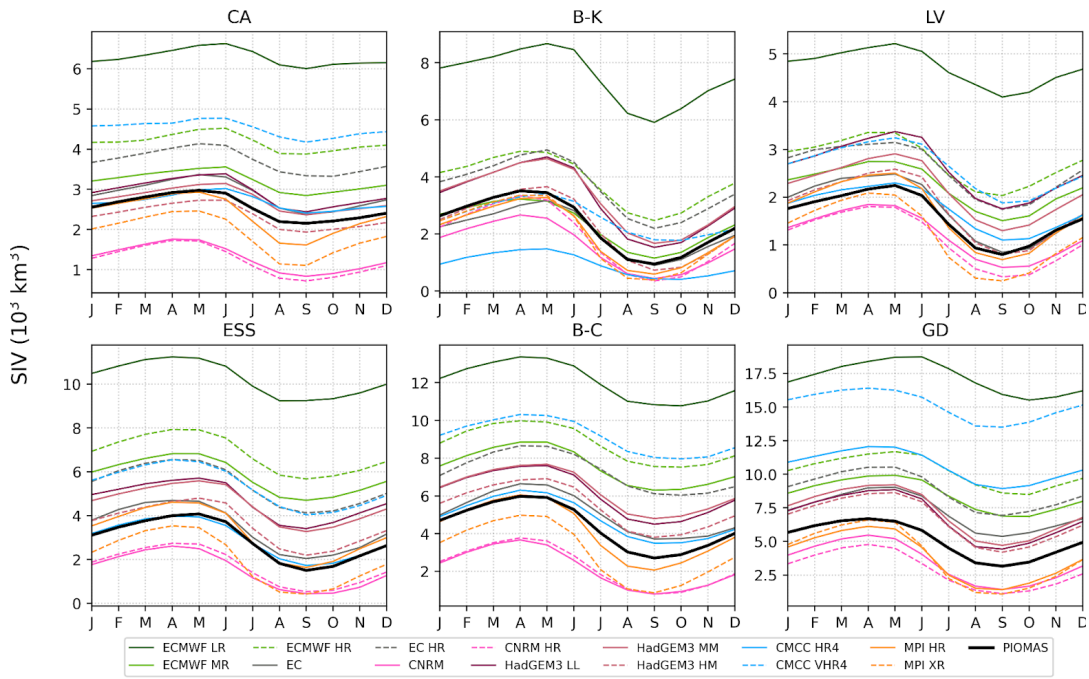 CA
B-K
LV
6
5
4
3
2
1
8
6
4
2
0
5
4
3
2
1
0
J F M A M J J A S O N D
J F M A M J J A S O N D
J F M A M J J A S O N D
SIV (10³ km³)
ESS
B-C
GD
10
8
6
4
2
0
12
10
8
6
4
2
17.5
15.0
12.5
10.0
7.5
5.0
2.5
J F M A M J J A S O N D
J F M A M J J A S O N D
J F M A M J J A S O N D
ECMWF LR
ECMWF HR
EC HR
CNRM HR
HadGEM3 MM
CMCC HR4
MPI HR
PIOMAS
ECMWF MR
EC
CNRM
HadGEM3 LL
HadGEM3 HM
CMCC VHR4
MPI XR